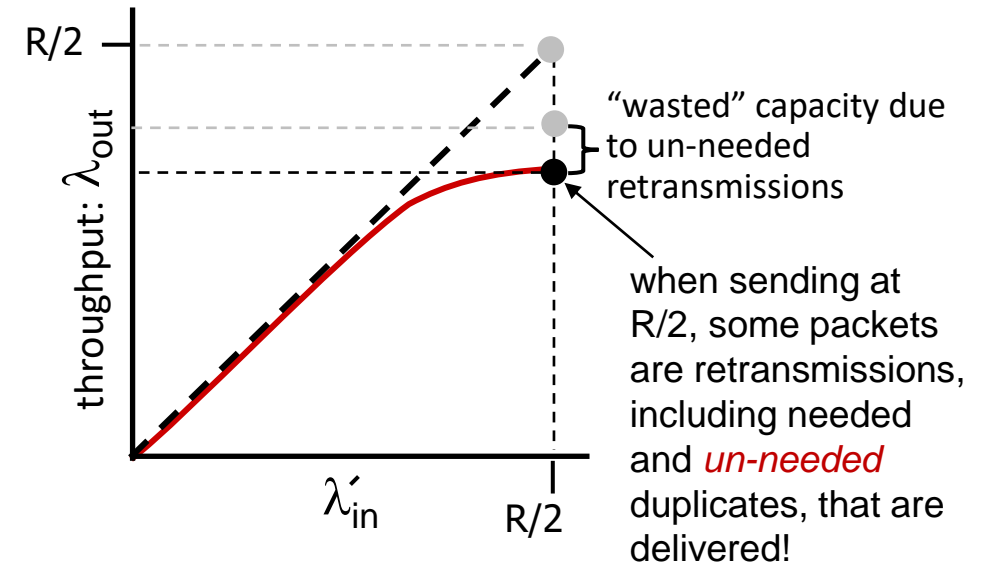 R/2
throughput: λout
“wasted” capacity due
to un-needed
retransmissions
when sending at
R/2, some packets
are retransmissions,
including needed
and un-needed
duplicates, that are
delivered!
λ′in
R/2